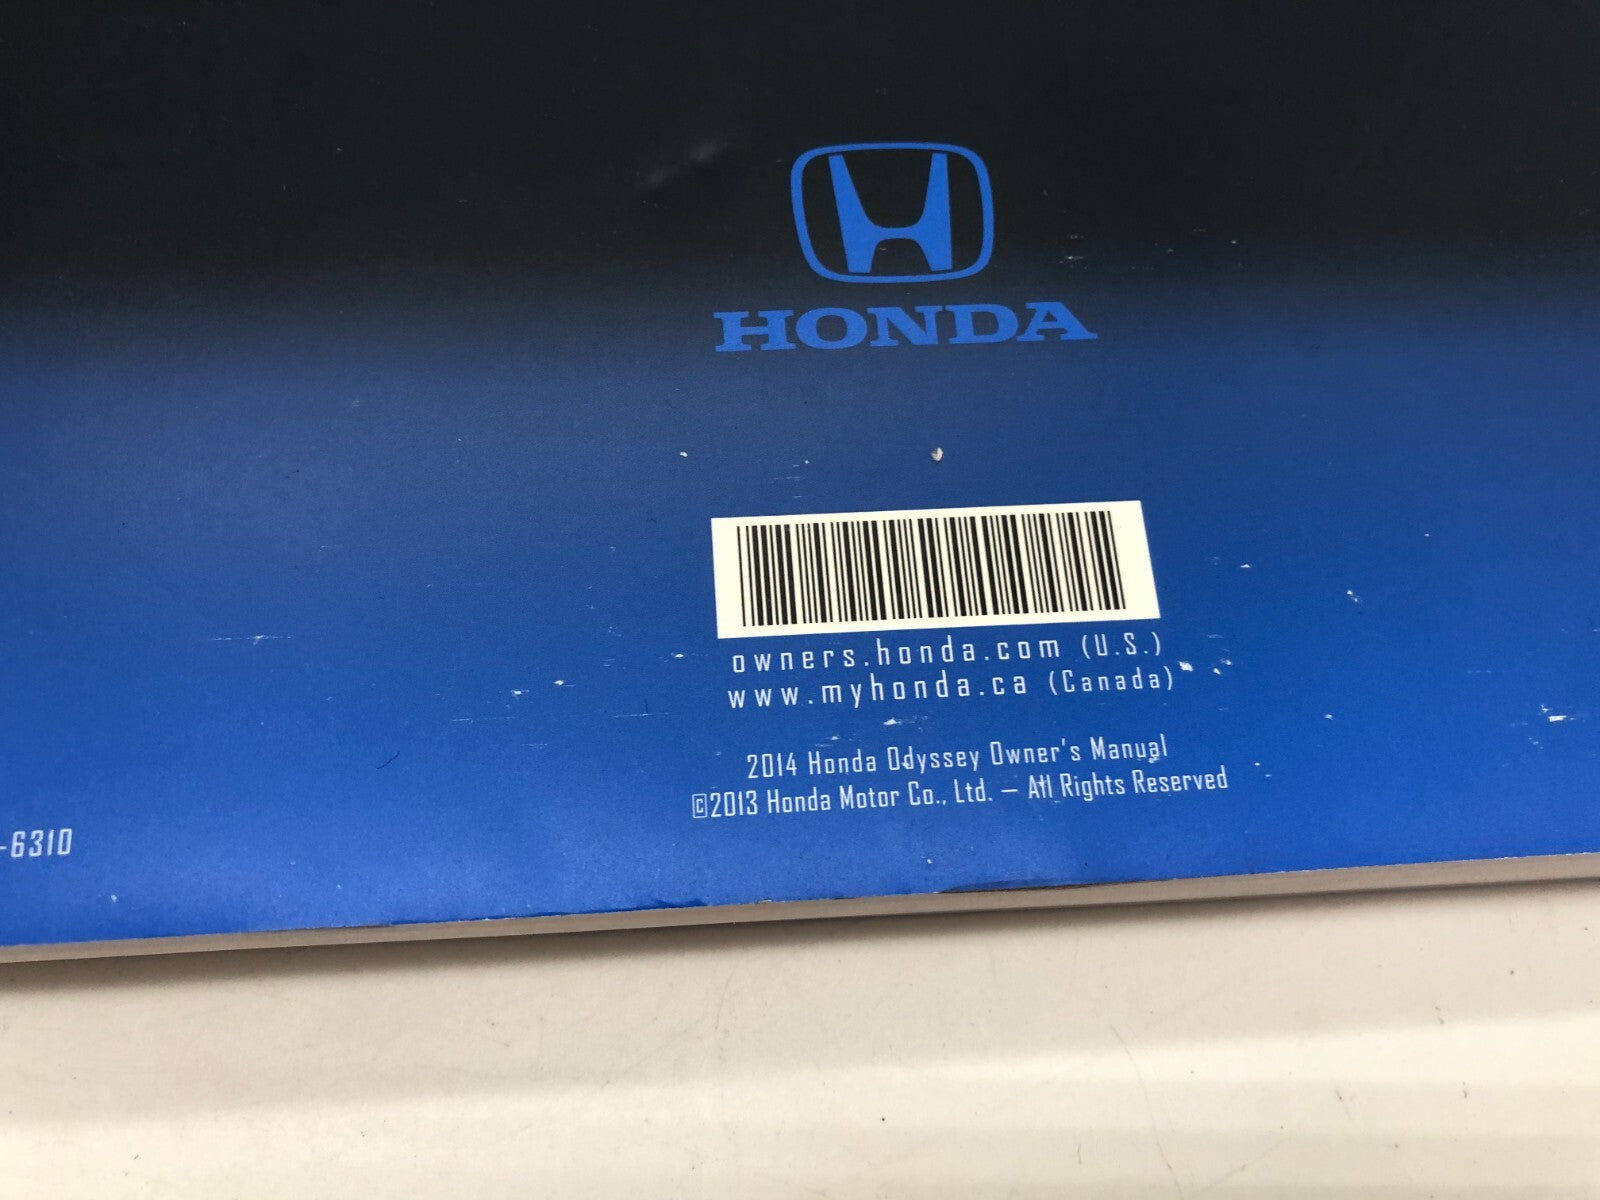 HONDA
owners.honda.com (U.S.)
www.myhonda.ca (Canada)
2014 Honda Odyssey Owner's Manual
©2013 Honda Motor Co., Ltd. — All Rights Reserved
-6310